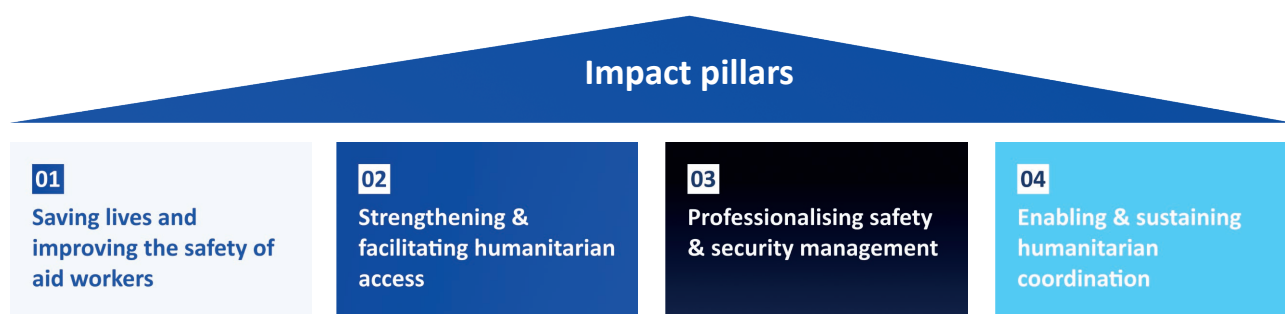 Impact pillars
01
Saving lives and
improving the safety of
aid workers
02
Strengthening &
facilitating humanitarian
access
03
Professionalising safety
& security management
04
Enabling & sustaining
humanitarian
coordination